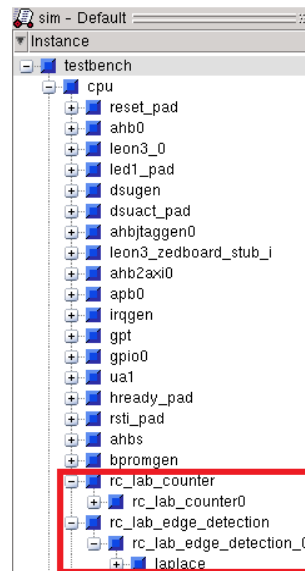 sim - Default
Instance
testbench
cpu
reset_pad
ahb0
leon3_0
led1_pad
dsugen
dsuact_pad
ahbjtaggen0
leon3_zedboard_stub_i
ahb2axi0
apb0
irqgen
gpt
gpio0
ua1
hready_pad
rsti_pad
ahbs
bpromgen
rc_lab_counter
rc_lab_counter0
rc_lab_edge_detection
rc_lab_edge_detection_0
laplace